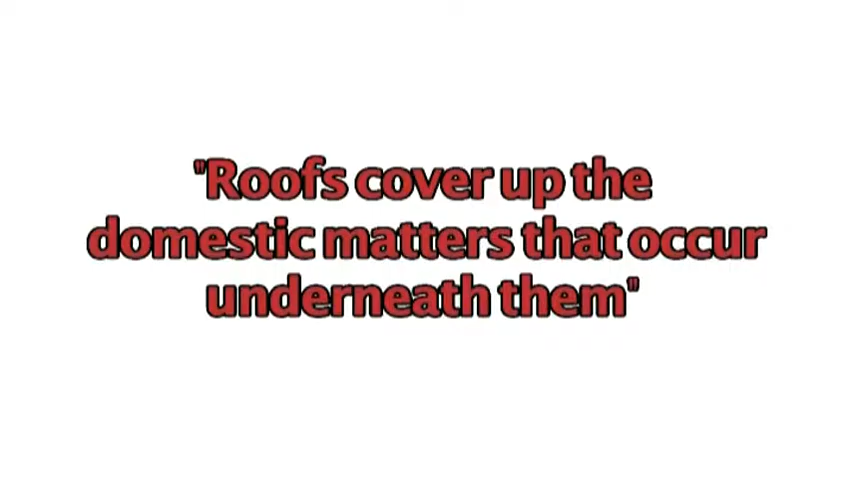 "Roofs cover up the
domestic matters that occur
underneath them"